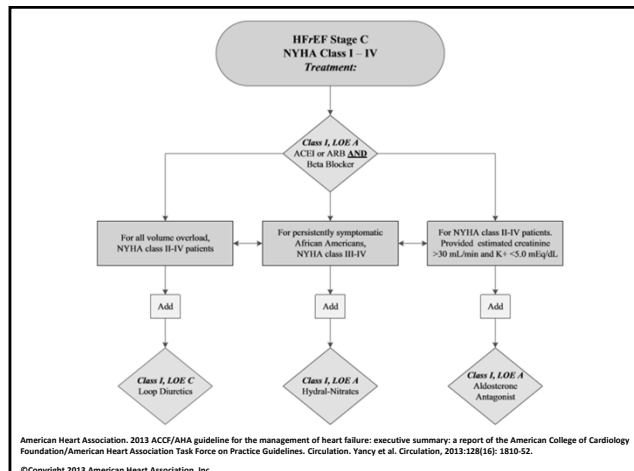 HFrEF Stage C
NYHA Class I – IV
Treatment:
Class I, LOE A
ACEI or ARB AND
Beta Blocker
For all volume overload,
NYHA class II-IV patients
For persistently symptomatic
African Americans,
NYHA class III-IV
For NYHA class II-IV patients.
Provided estimated creatinine
>30 mL/min and K+ <5.0 mEq/dL
Add
Add
Add
Class I, LOE C
Loop Diuretics
Class I, LOE A
Hydral-Nitrates
Class I, LOE A
Aldosterone
Antagonist
American Heart Association. 2013 ACCF/AHA guideline for the management of heart failure: executive summary: a report of the American College of Cardiology
Foundation/American Heart Association Task Force on Practice Guidelines. Circulation. Yancy et al. Circulation, 2013:128(16): 1810-52.
©Copyright 2013 American Heart Association, Inc.